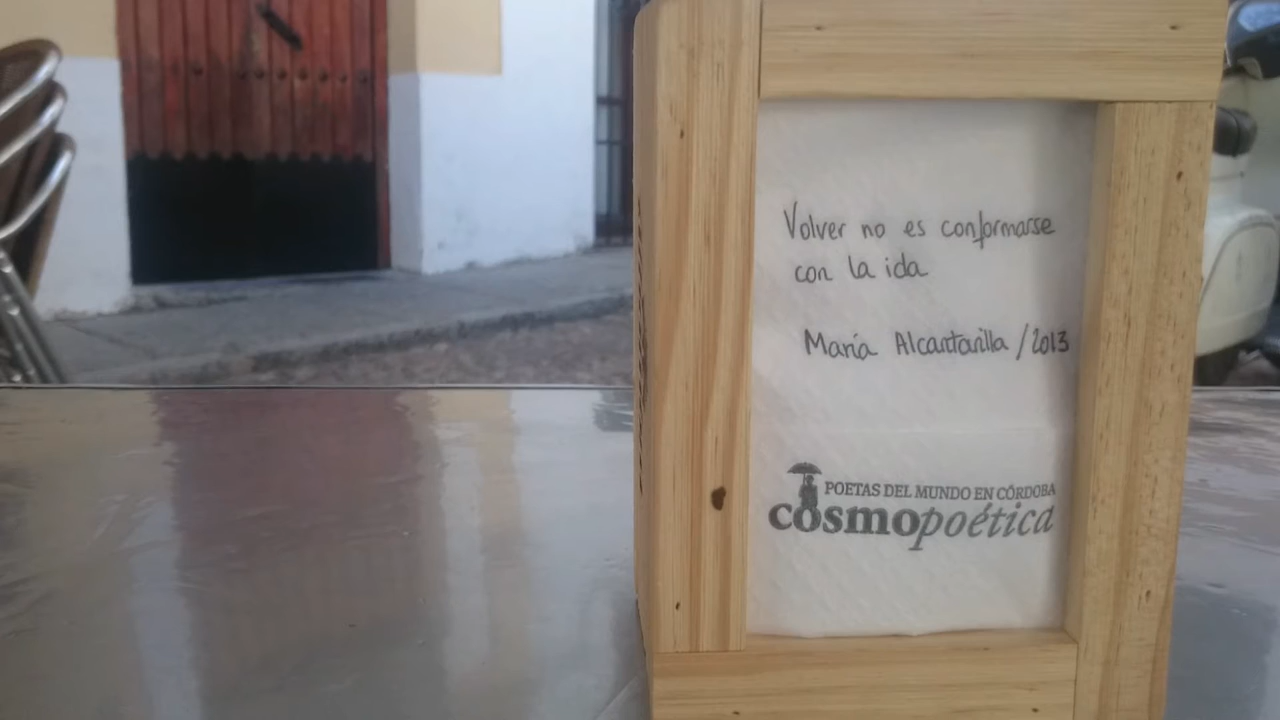 Volver no es conformarse
con la ida
María Alcantarilla / 2013
POETAS DEL MUNDO EN CÓRDOBA
cosmopoética